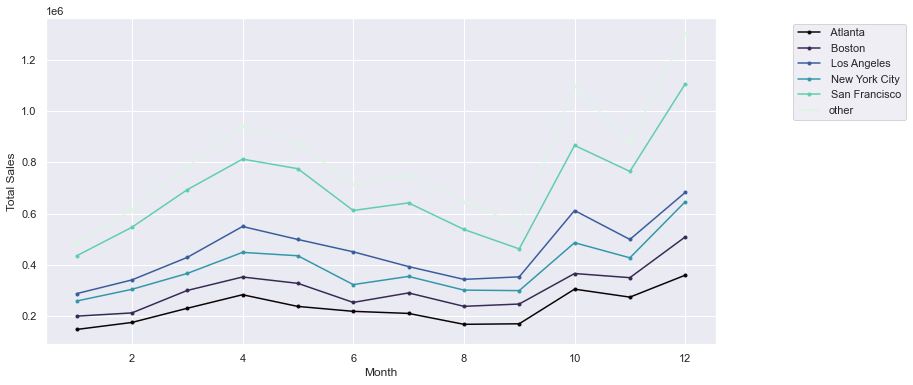 1e6
1.2
1.0
0.8
0.6
0.4
0.2
Total Sales
2
4
6
8
10
12
Month
Atlanta
Boston
Los Angeles
New York City
San Francisco
other